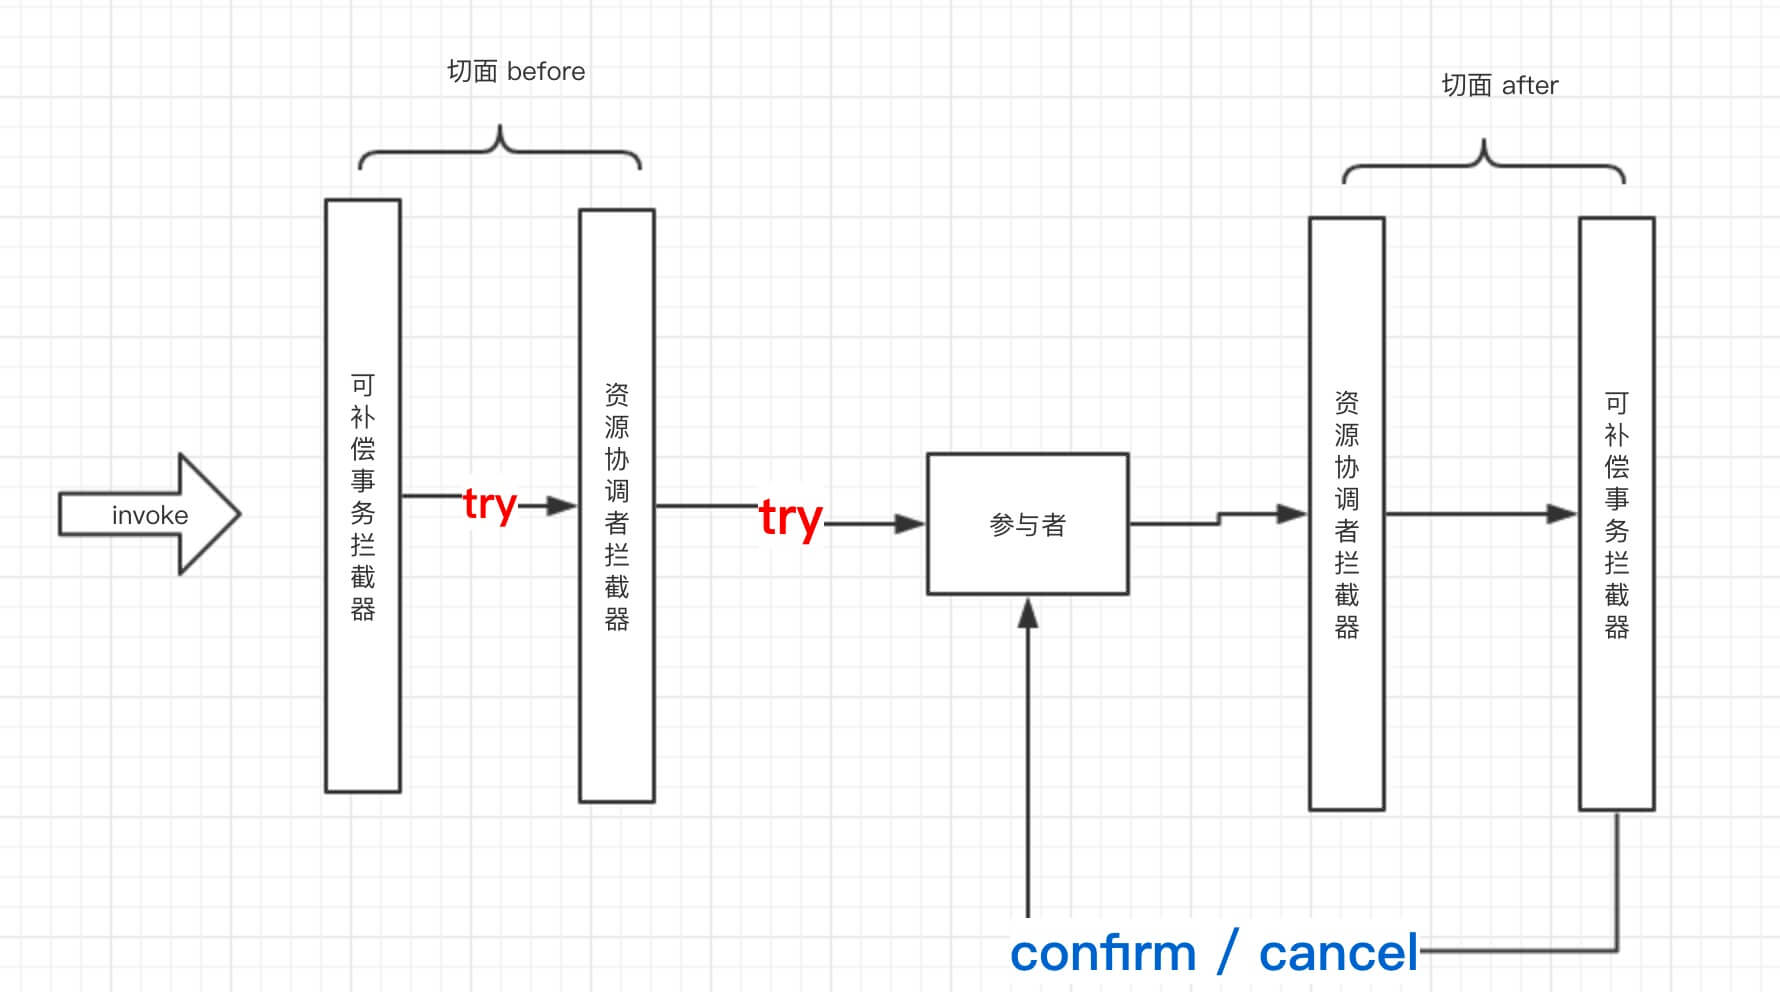 切面 before
切面 after
invoke
可补偿事务拦截器
try
资源协调者拦截器
try
参与者
资源协调者拦截器
可补偿事务拦截器
confirm / cancel